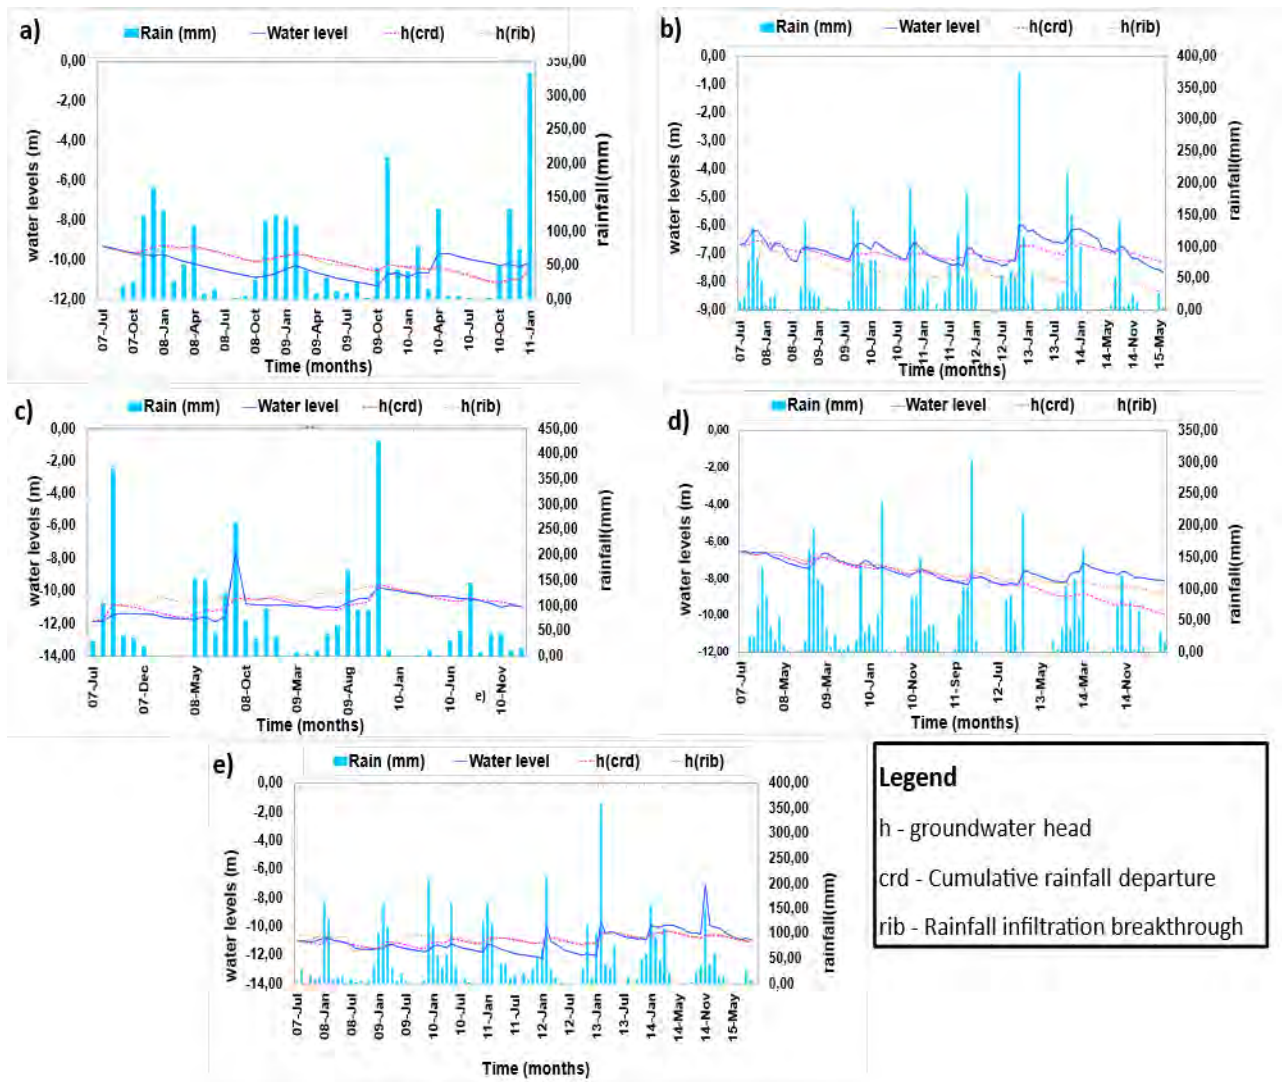 a)
Rain (mm) Water level h(crd) h(rib)
0,00 -2,00 -4,00 -6,00 -8,00 -10,00 -12,00
water levels (m)
350,00 300,00 250,00 200,00 150,00 100,00 50,00 0,00
rainfall(mm)
07-Jul 07-Oct 08-Jan 08-Apr 08-Jul 08-Oct 09-Jan 09-Apr 09-Jul 09-Oct 10-Jan 10-Apr 10-Jul 10-Oct 11-Jan
Time (months)
b)
Rain (mm) Water level h(crd) h(rib)
0,00 -1,00 -2,00 -3,00 -4,00 -5,00 -6,00 -7,00 -8,00 -9,00
water levels (m)
400,00 350,00 300,00 250,00 200,00 150,00 100,00 50,00 0,00
rainfall(mm)
07-Jul 08-Jan 08-Jul 09-Jan 09-Jul 10-Jan 10-Jul 11-Jan 11-Jul 12-Jan 12-Jul 13-Jan 13-Jul 14-Jan 14-May 14-Nov 15-May
Time (months)
c)
Rain (mm) Water level h(crd) h(rib)
0,00 -2,00 -4,00 -6,00 -8,00 -10,00 -12,00 -14,00
water levels (m)
450,00 400,00 350,00 300,00 250,00 200,00 150,00 100,00 50,00 0,00
rainfall(mm)
07-Jul 07-Dec 08-May 08-Oct 09-Mar 09-Aug 10-Jan 10-Jun 10-Nov
e)
Time (months)
d)
Rain (mm) Water level h(crd) h(rib)
0,00 -2,00 -4,00 -6,00 -8,00 -10,00 -12,00
water levels (m)
350,00 300,00 250,00 200,00 150,00 100,00 50,00 0,00
rainfall(mm)
07-Jul 08-May 09-Mar 10-Jan 10-Nov 11-Sep 12-Jul 13-May 14-Mar 14-Nov
Time (months)
e)
Rain (mm) Water level h(crd) h(rib)
0,00 -2,00 -4,00 -6,00 -8,00 -10,00 -12,00 -14,00
water levels (m)
400,00 350,00 300,00 250,00 200,00 150,00 100,00 50,00 0,00
rainfall(mm)
07-Jul 08-Jan 08-Jul 09-Jan 09-Jul 10-Jan 10-Jul 11-Jan 11-Jul 12-Jan 12-Jul 13-Jan 13-Jul 14-Jan 14-May 14-Nov 15-May
Time (months)
Legend
h - groundwater head
crd - Cumulative rainfall departure
rib - Rainfall infiltration breakthrough